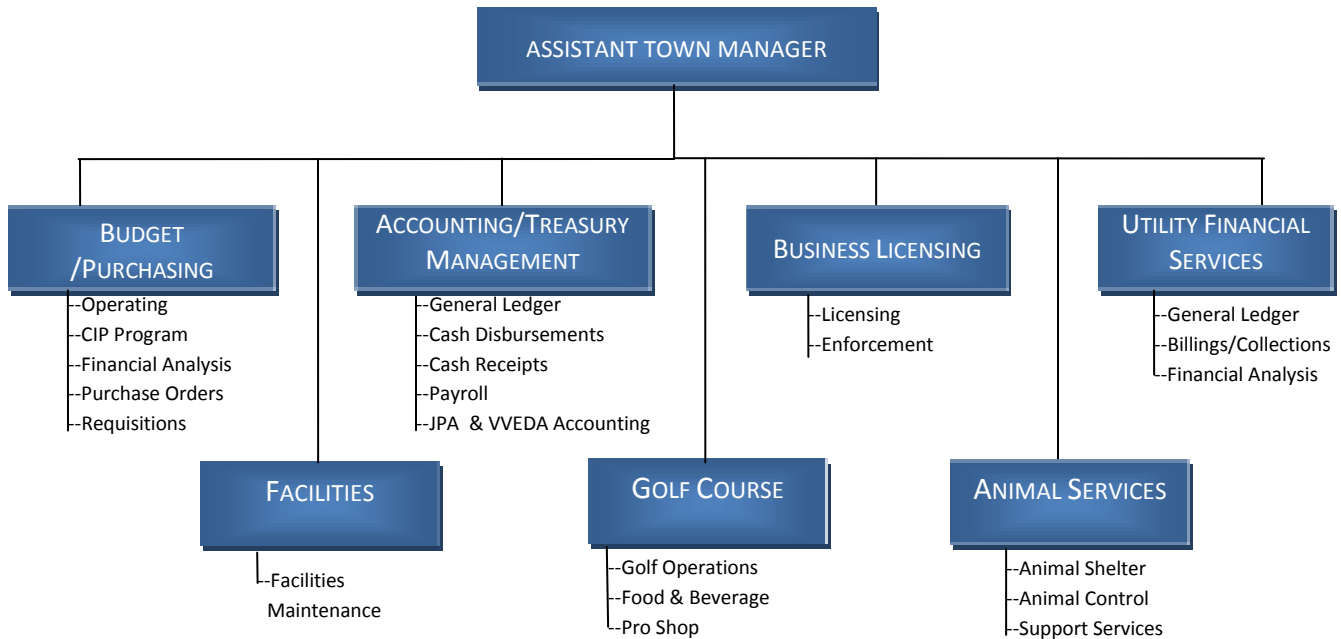 ASSISTANT TOWN MANAGER
BUDGET
/PURCHASING
--Operating
--CIP Program
--Financial Analysis
--Purchase Orders
--Requisitions
ACCOUNTING/TREASURY
MANAGEMENT
--General Ledger
--Cash Disbursements
--Cash Receipts
--Payroll
--JPA & VVEDA Accounting
BUSINESS LICENSING
--Licensing
--Enforcement
UTILITY FINANCIAL
SERVICES
--General Ledger
--Billings/Collections
--Financial Analysis
FACILITIES
--Facilities
Maintenance
GOLF COURSE
--Golf Operations
--Food & Beverage
--Pro Shop
ANIMAL SERVICES
--Animal Shelter
--Animal Control
--Support Services